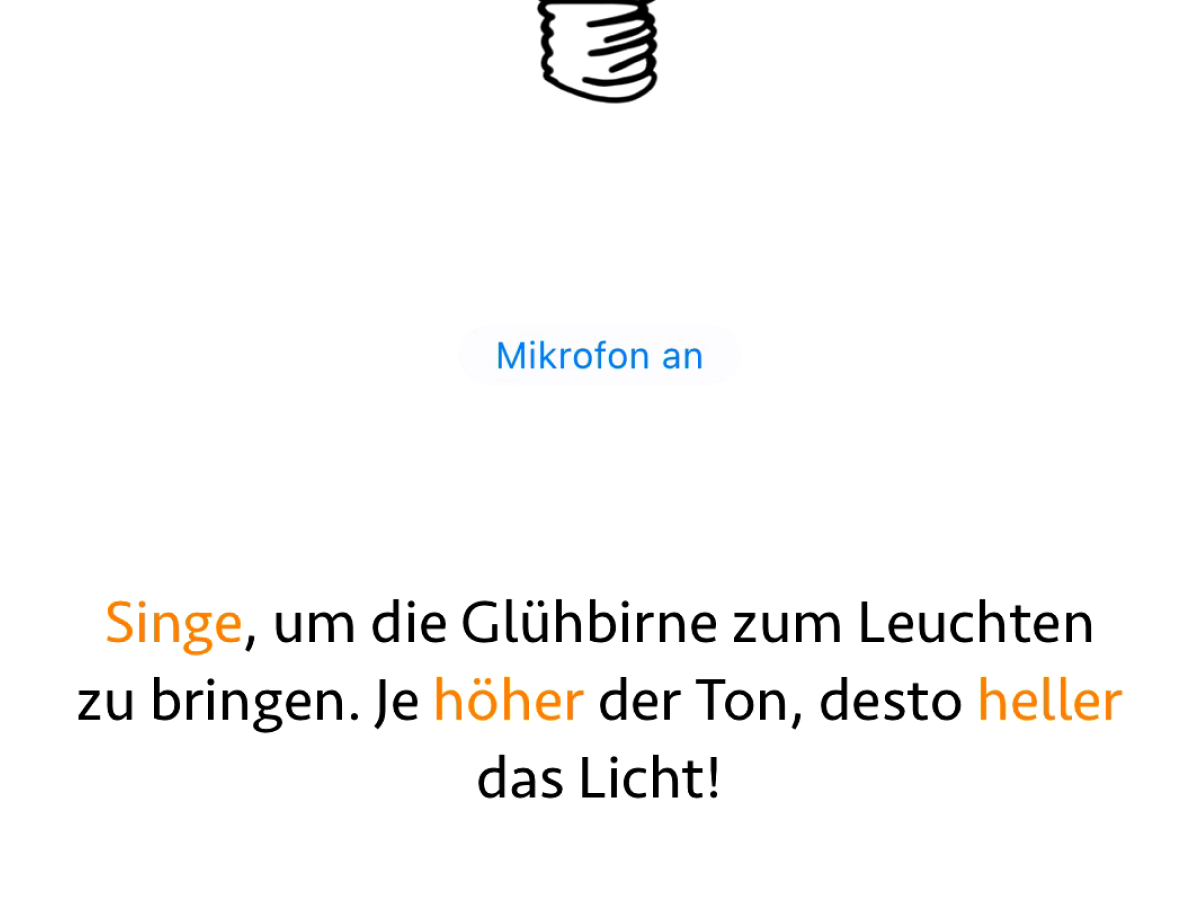 Mikrofon an
Singe, um die Glühbirne zum Leuchten
zu bringen. Je höher der Ton, desto heller
das Licht!